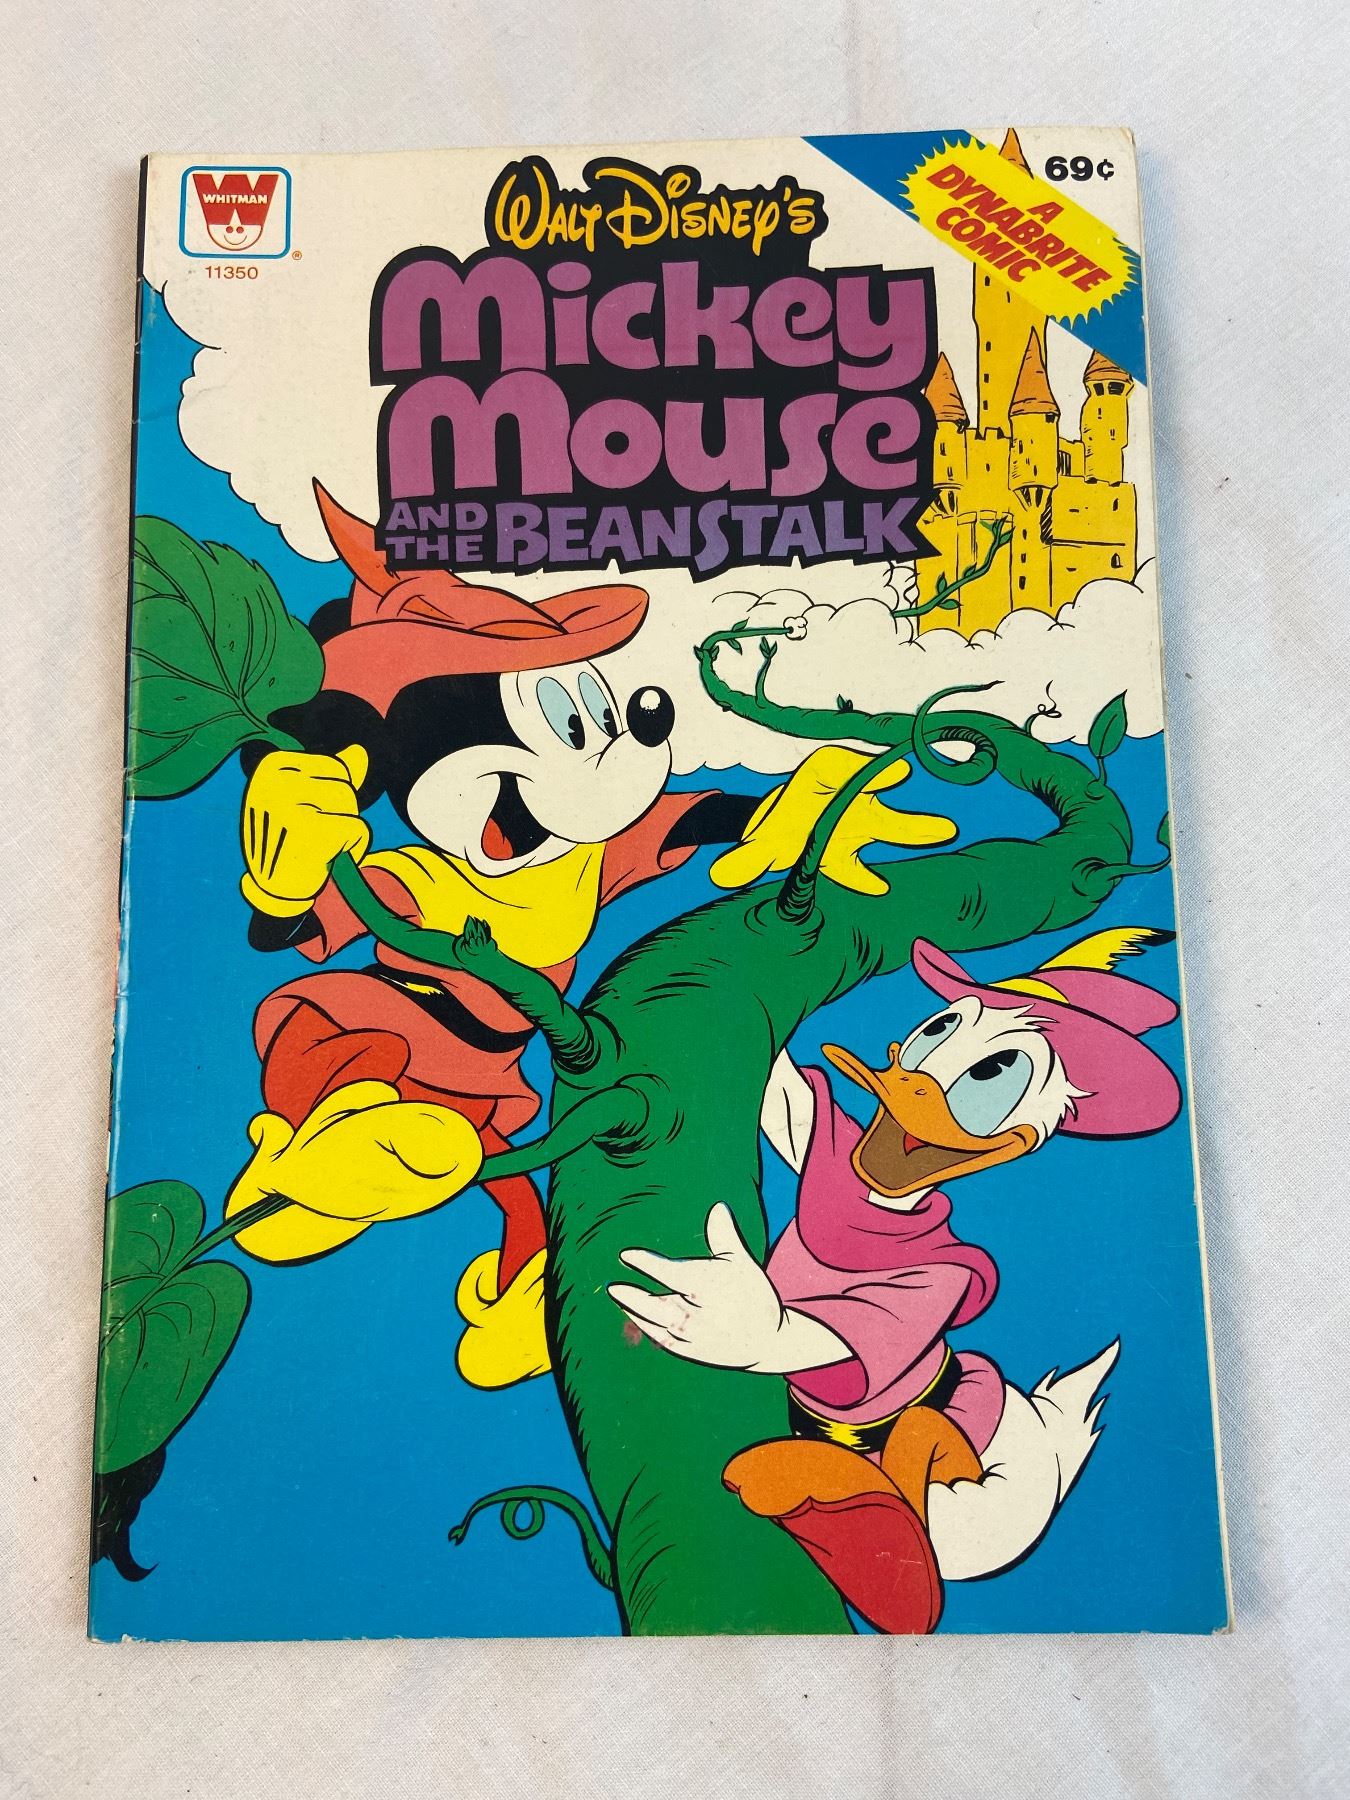 WHITMAN
W
®
11350
WALT DISNEY'S
Mickey
Mouse
AND THE BEANSTALK
A
DYNABRITE
COMIC
69¢